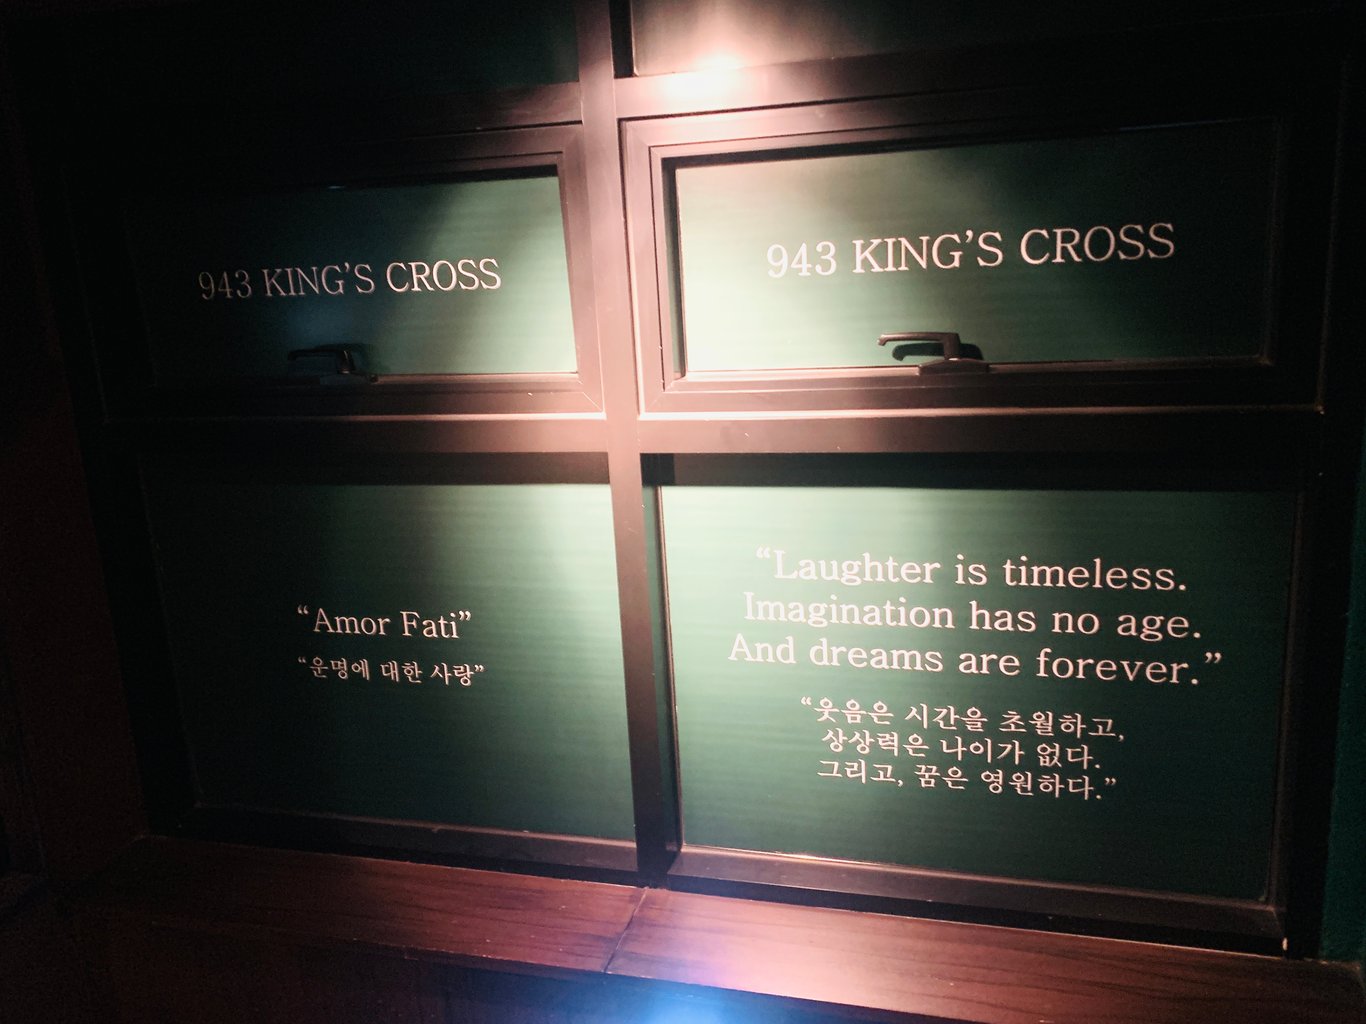 943 KING'S CROSS
943 KING'S CROSS
“Amor Fati”
“운명에 대한 사랑”
“Laughter is timeless.
Imagination has no age.
And dreams are forever.”
“웃음은 시간을 초월하고,
상상력은 나이가 없다.
그리고, 꿈은 영원하다.”